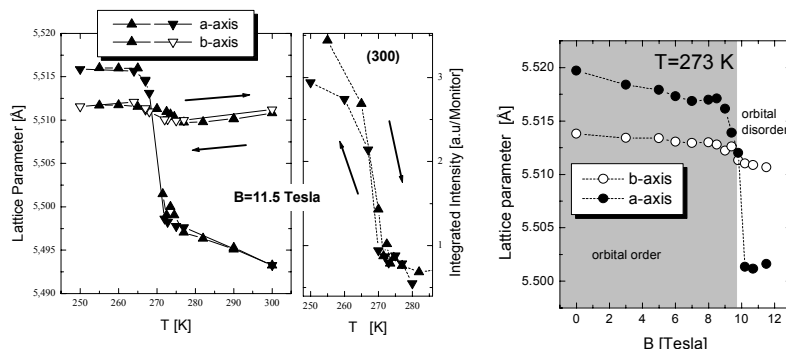 a-axis
b-axis
5,520
5,515
5,510
5,505
5,500
5,495
5,490
Lattice Parameter [Å]
250 260 270 280 290 300
T [K]
B=11.5 Tesla
(300)
3
2
1
Integrated Intensity [a.u/Monitor]
250 260 270 280
T [K]
T=273 K
orbital
disorder
b-axis
a-axis
orbital order
5.520
5.515
5.510
5.505
5.500
Lattice parameter [Å]
0 2 4 6 8 10 12
B [Tesla]